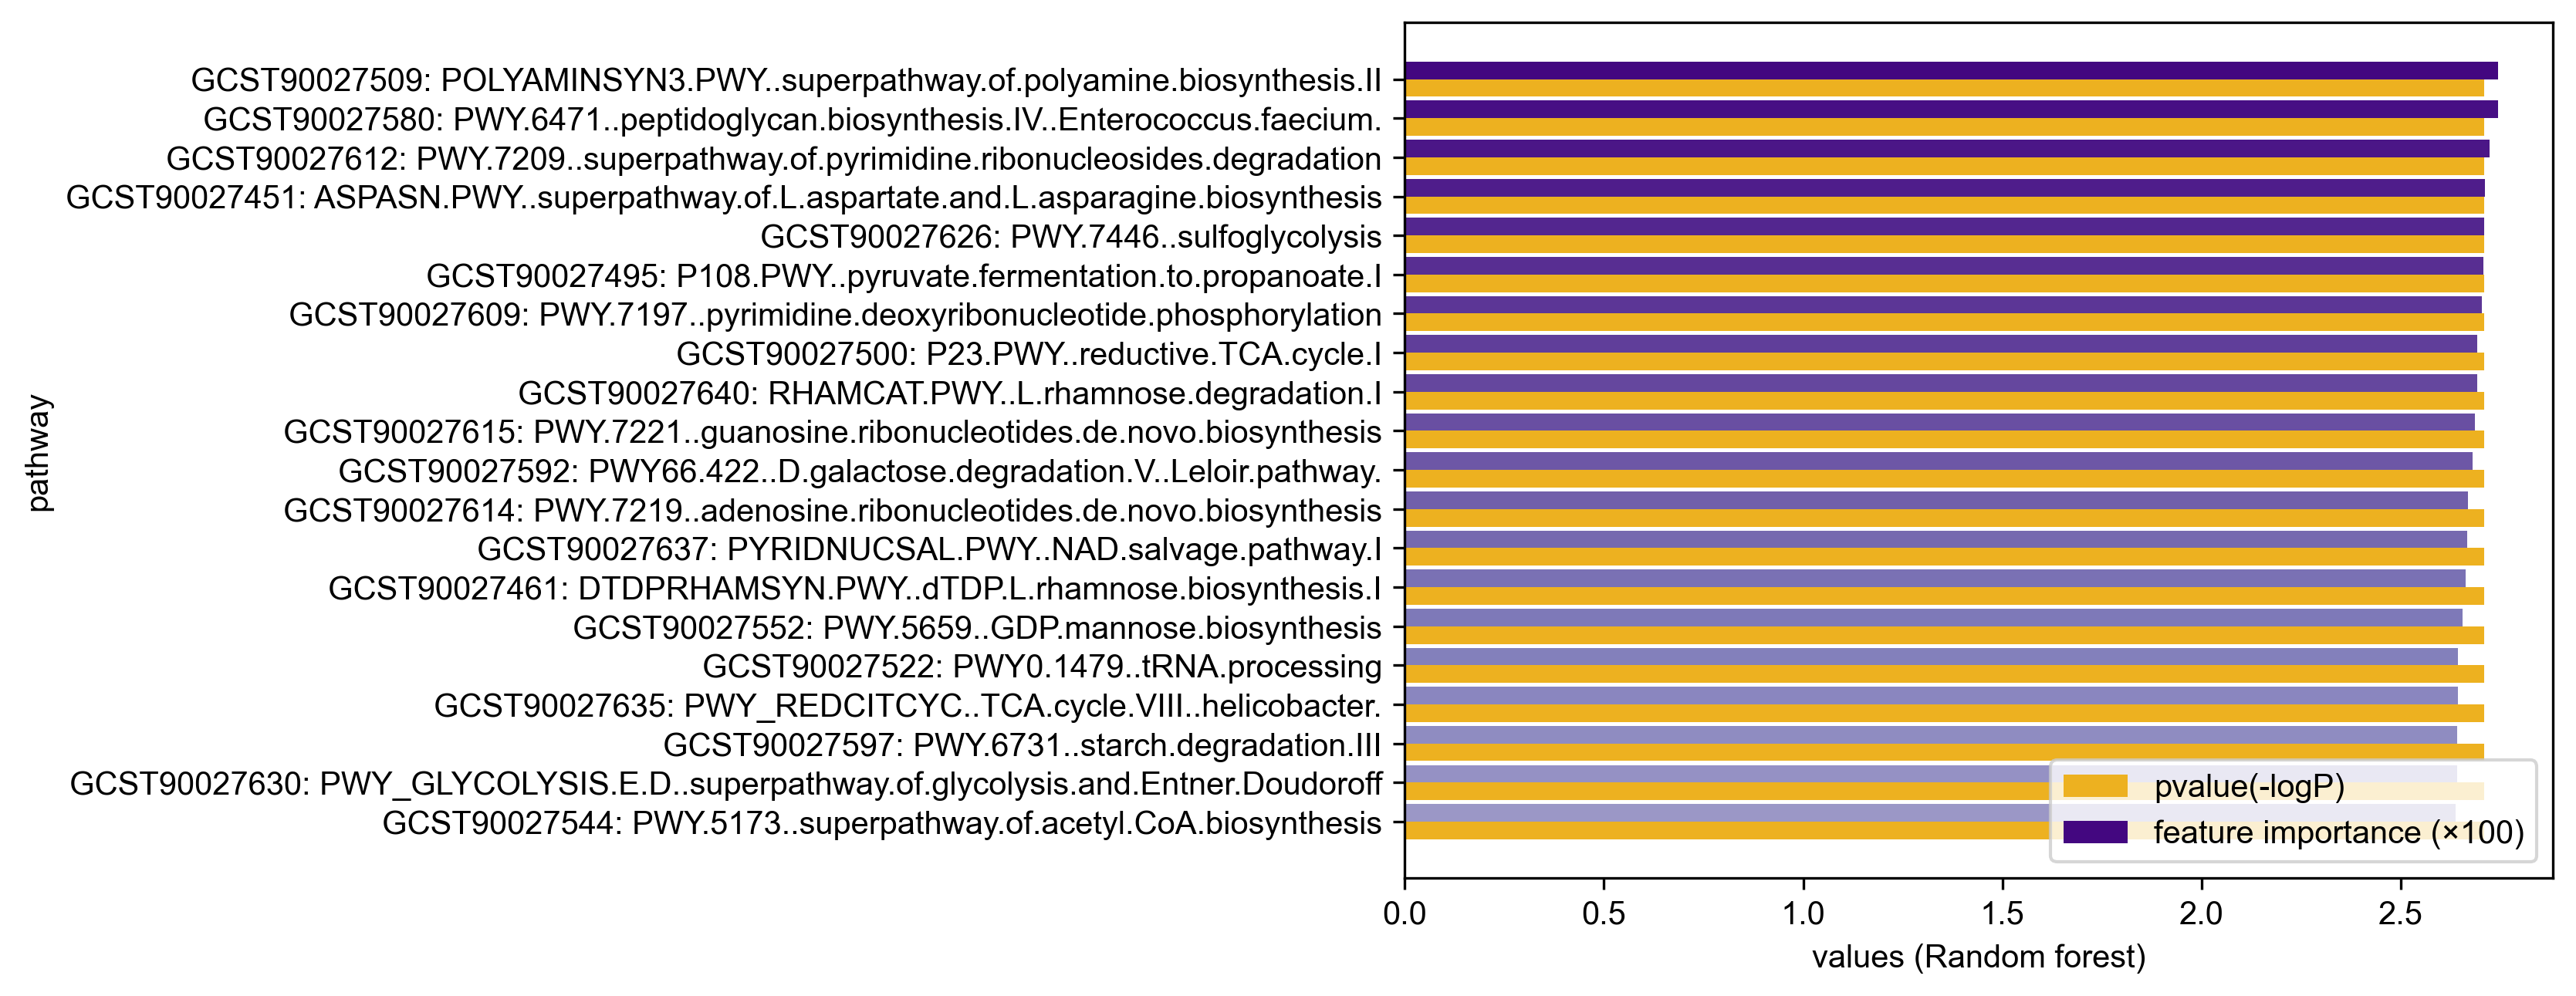 GCST90027509: POLYAMINSYN3.PWY..superpathway.of.polyamine.biosynthesis.II
GCST90027580: PWY.6471..peptidoglycan.biosynthesis.IV..Enterococcus.faecium.
GCST90027612: PWY.7209..superpathway.of.pyrimidine.ribonucleosides.degradation
GCST90027451: ASPASN.PWY..superpathway.of.L.aspartate.and.L.asparagine.biosynthesis
GCST90027626: PWY.7446..sulfoglycolysis
GCST90027495: P108.PWY..pyruvate.fermentation.to.propanoate.I
GCST90027609: PWY.7197..pyrimidine.deoxyribonucleotide.phosphorylation
GCST90027500: P23.PWY..reductive.TCA.cycle.I
GCST90027640: RHAMCAT.PWY..L.rhamnose.degradation.I
GCST90027615: PWY.7221..guanosine.ribonucleotides.de.novo.biosynthesis
GCST90027592: PWY66.422..D.galactose.degradation.V..Leloir.pathway.
GCST90027614: PWY.7219..adenosine.ribonucleotides.de.novo.biosynthesis
GCST90027637: PYRIDNUCSAL.PWY..NAD.salvage.pathway.I
GCST90027461: DTDPRHAMSYN.PWY..dTDP.L.rhamnose.biosynthesis.I
GCST90027552: PWY.5659..GDP.mannose.biosynthesis
GCST90027522: PWY0.1479..tRNA.processing
GCST90027635: PWY_REDCITCYC..TCA.cycle.VIII..helicobacter.
GCST90027597: PWY.6731..starch.degradation.III
GCST90027630: PWY_GLYCOLYSIS.E.D..superpathway.of.glycolysis.and.Entner.Doudoroff
GCST90027544: PWY.5173..superpathway.of.acetyl.CoA.biosynthesis
pathway
pvalue(-logP)
feature importance (×100)
0.0 0.5 1.0 1.5 2.0 2.5
values (Random forest)